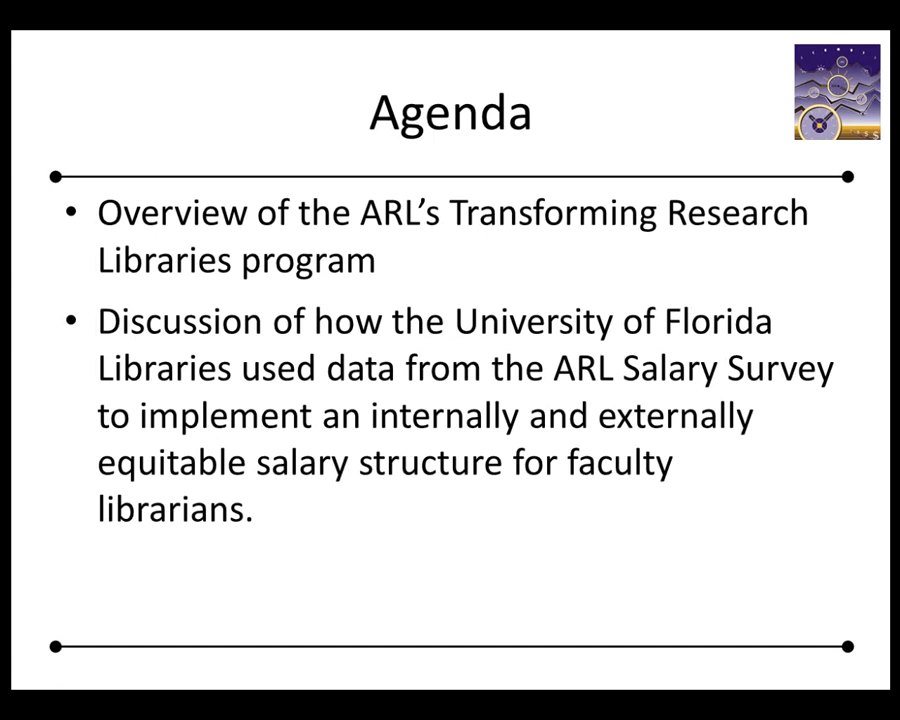 Agenda
• Overview of the ARL’s Transforming Research
Libraries program
• Discussion of how the University of Florida
Libraries used data from the ARL Salary Survey
to implement an internally and externally
equitable salary structure for faculty
librarians.